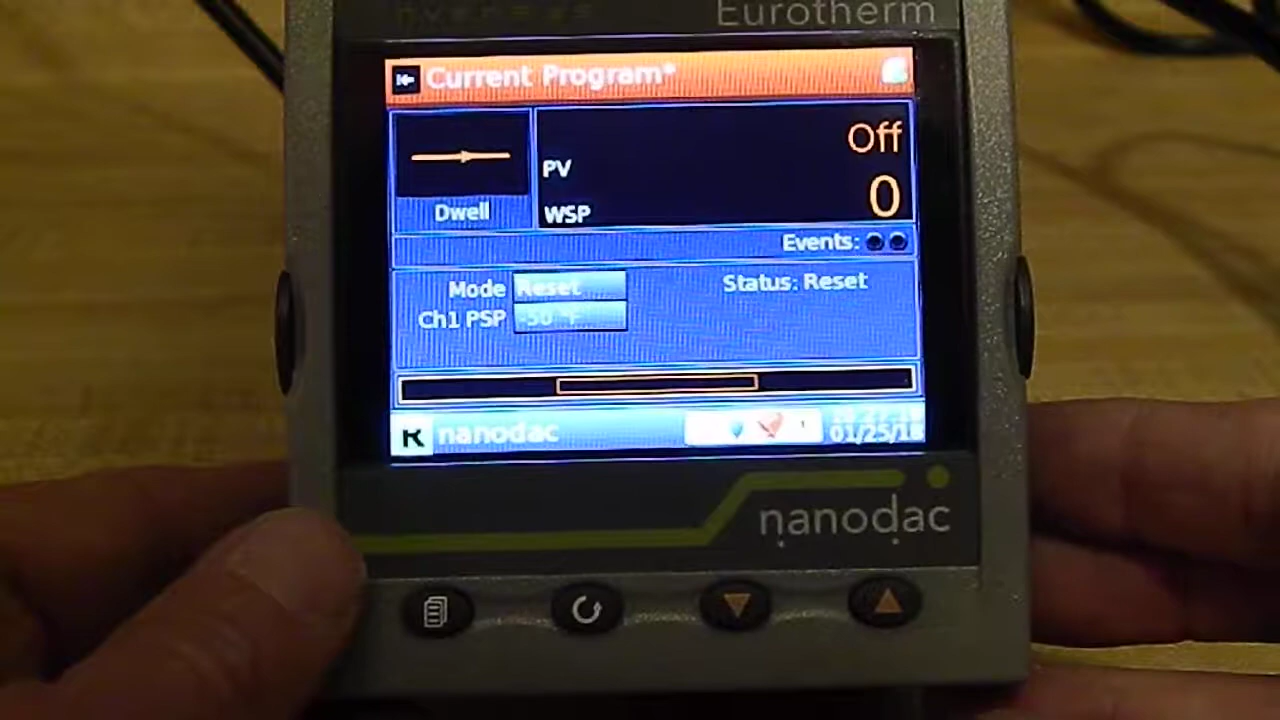 Eurotherm
Current Program*
Off
PV
0
WSP
Dwell
Events:
Mode Reset
Status: Reset
Ch1 PSP -50 °F
nanodac
01/25/18
nanodac